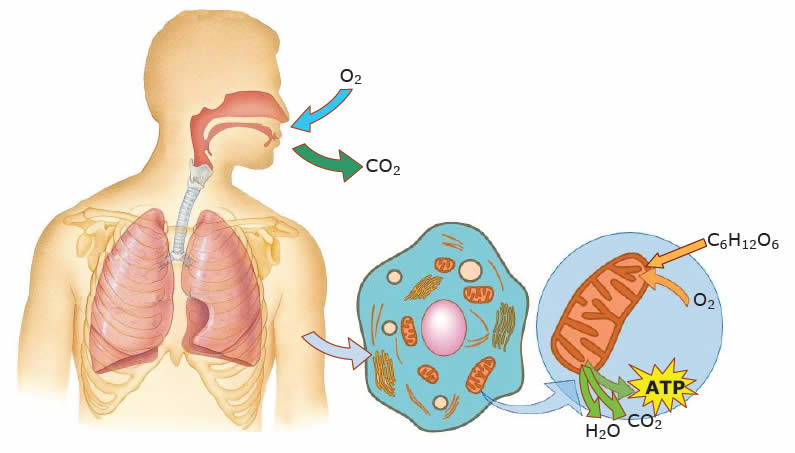 O₂
CO₂
C₆H₁₂O₆
O₂
ATP
CO₂
H₂O